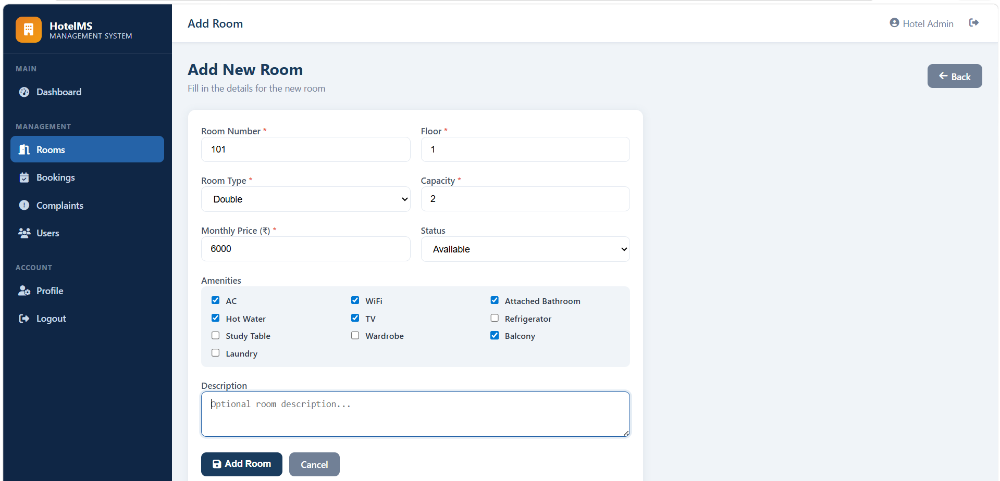 HotelMS
MANAGEMENT SYSTEM
MAIN
Dashboard
MANAGEMENT
Rooms
Bookings
Complaints
Users
ACCOUNT
Profile
Logout
Add Room
Hotel Admin
Add New Room
Fill in the details for the new room
Back
Room Number *
101
Floor *
1
Room Type *
Double
Capacity *
2
Monthly Price (₹) *
6000
Status
Available
Amenities
AC
WiFi
Attached Bathroom
Hot Water
TV
Refrigerator
Study Table
Wardrobe
Balcony
Laundry
Description
Optional room description...
Add Room
Cancel